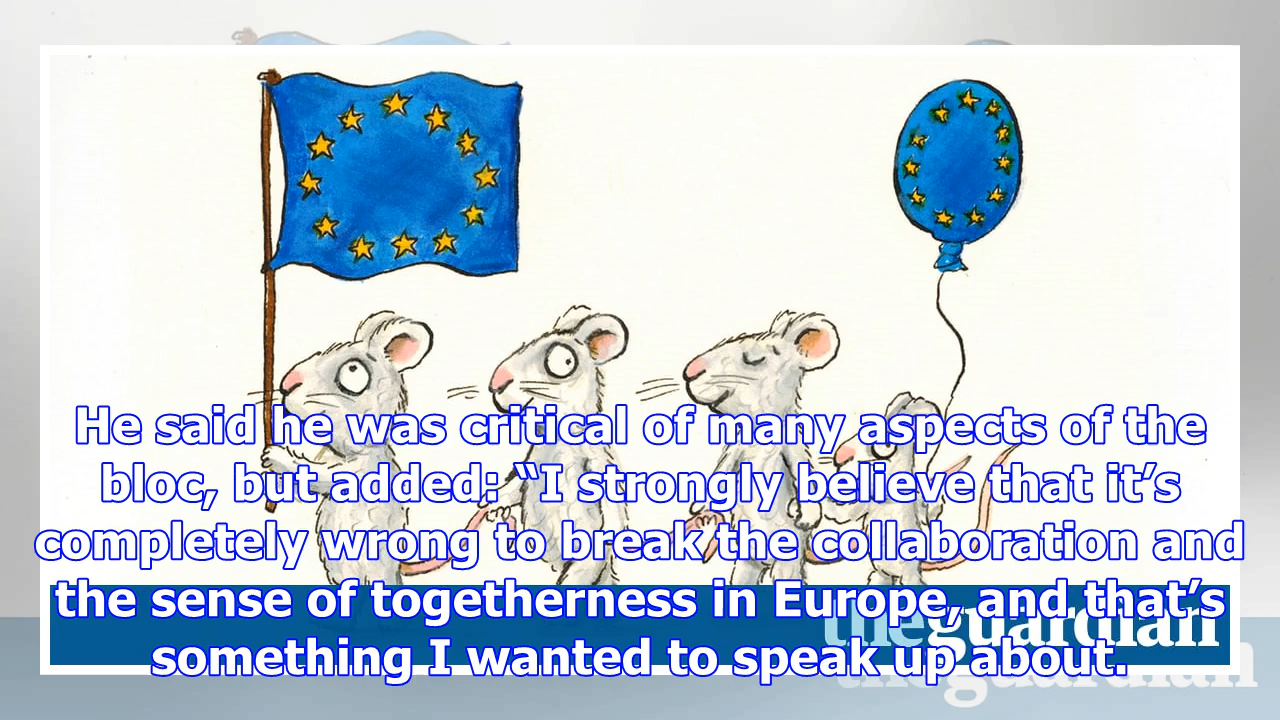 He said he was critical of many aspects of the
bloc, but added: “I strongly believe that it’s
completely wrong to break the collaboration and
the sense of togetherness in Europe, and that’s
something I wanted to speak up about.
theguardian
theguardian